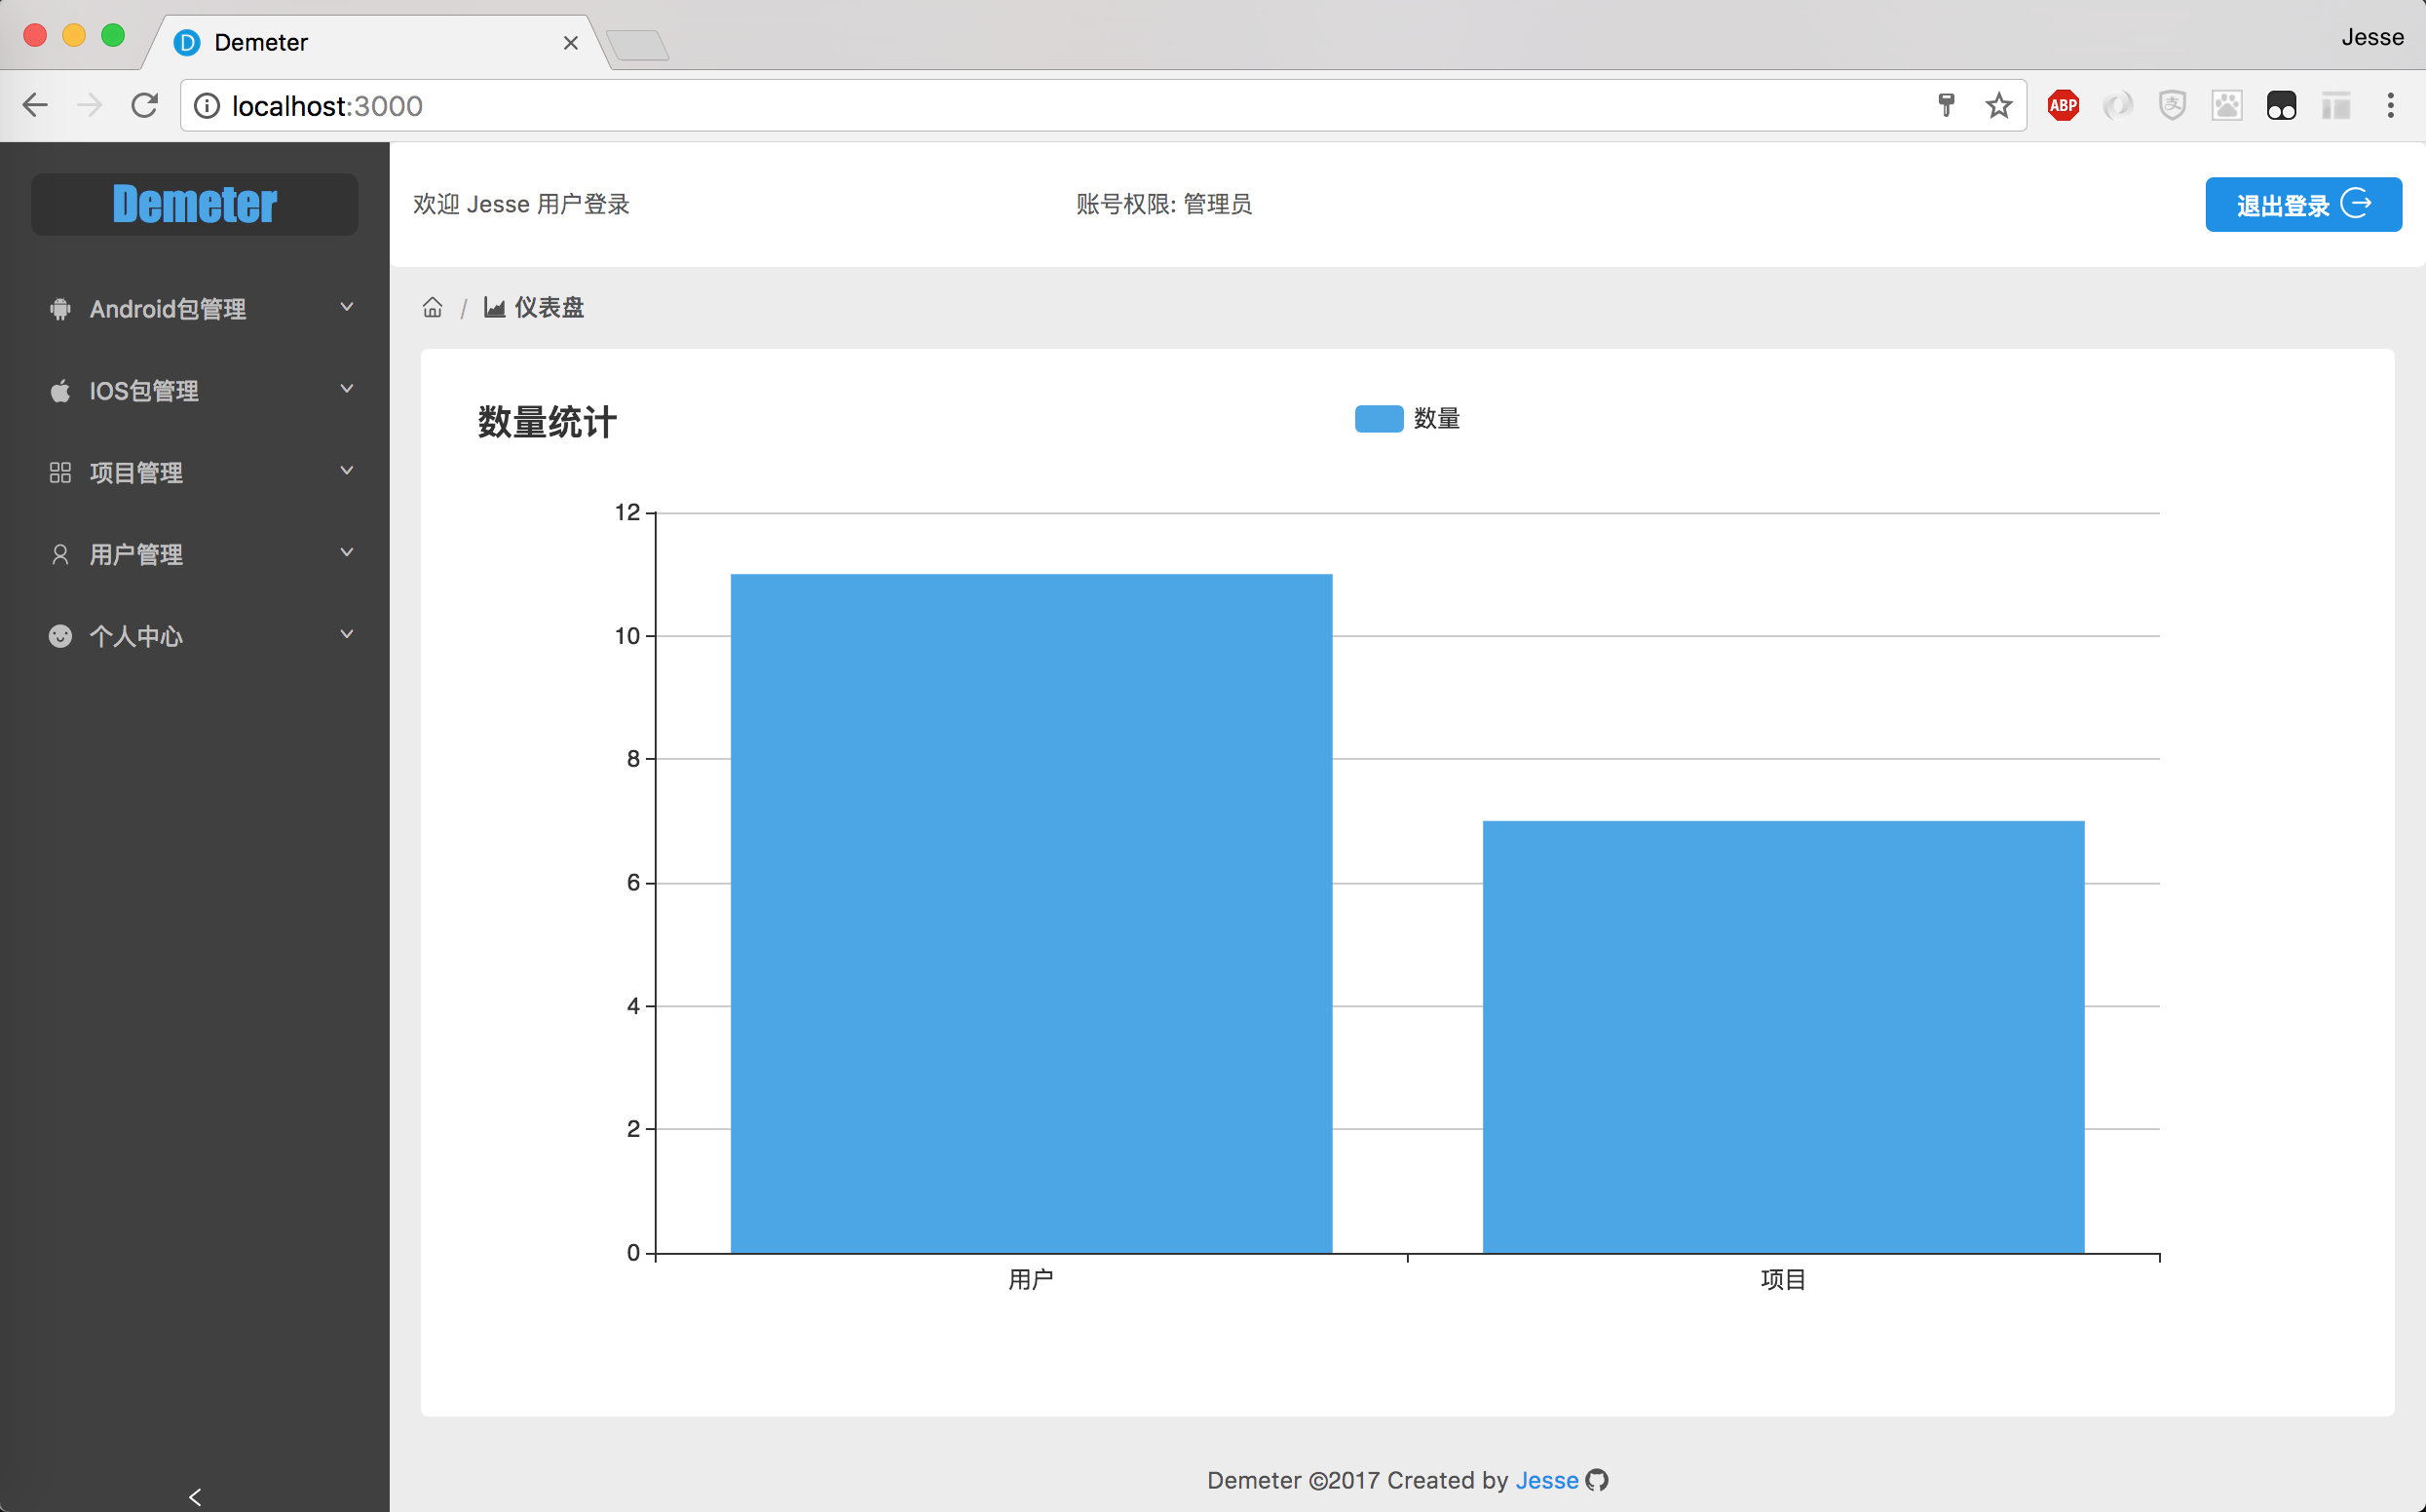 Demeter
Jesse
localhost:3000
ABP
支
Demeter
欢迎 Jesse 用户登录
账号权限: 管理员
退出登录
Android包管理
IOS包管理
项目管理
用户管理
个人中心
/ 仪表盘
数量统计
数量
12
10
8
6
4
2
0
用户
项目
Demeter ©2017 Created by Jesse